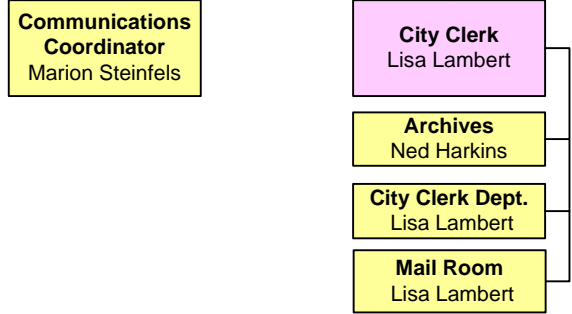 Communications
Coordinator
Marion Steinfels
City Clerk
Lisa Lambert
Archives
Ned Harkins
City Clerk Dept.
Lisa Lambert
Mail Room
Lisa Lambert